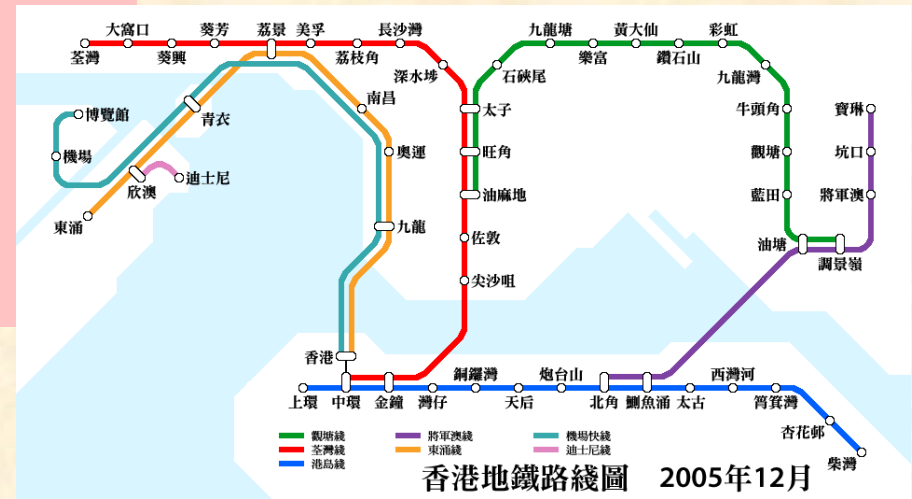 大窩口
葵芳
荔景
美孚
長沙灣
九龍塘
黃大仙
彩虹
荃灣
葵興
荔枝角
深水埗
石硤尾
樂富
鑽石山
九龍灣
博覽館
青衣
南昌
太子
牛頭角
寶琳
機場
奧運
旺角
觀塘
坑口
欣澳
迪士尼
油麻地
藍田
將軍澳
東涌
九龍
佐敦
油塘
調景嶺
尖沙咀
香港
銅鑼灣
炮台山
西灣河
上環
中環
金鐘
灣仔
天后
北角
鰂魚涌
太古
筲箕灣
杏花邨
柴灣
觀塘綫
將軍澳綫
機場快綫
荃灣綫
東涌綫
迪士尼綫
港島綫
香港地鐵路綫圖 2005年12月